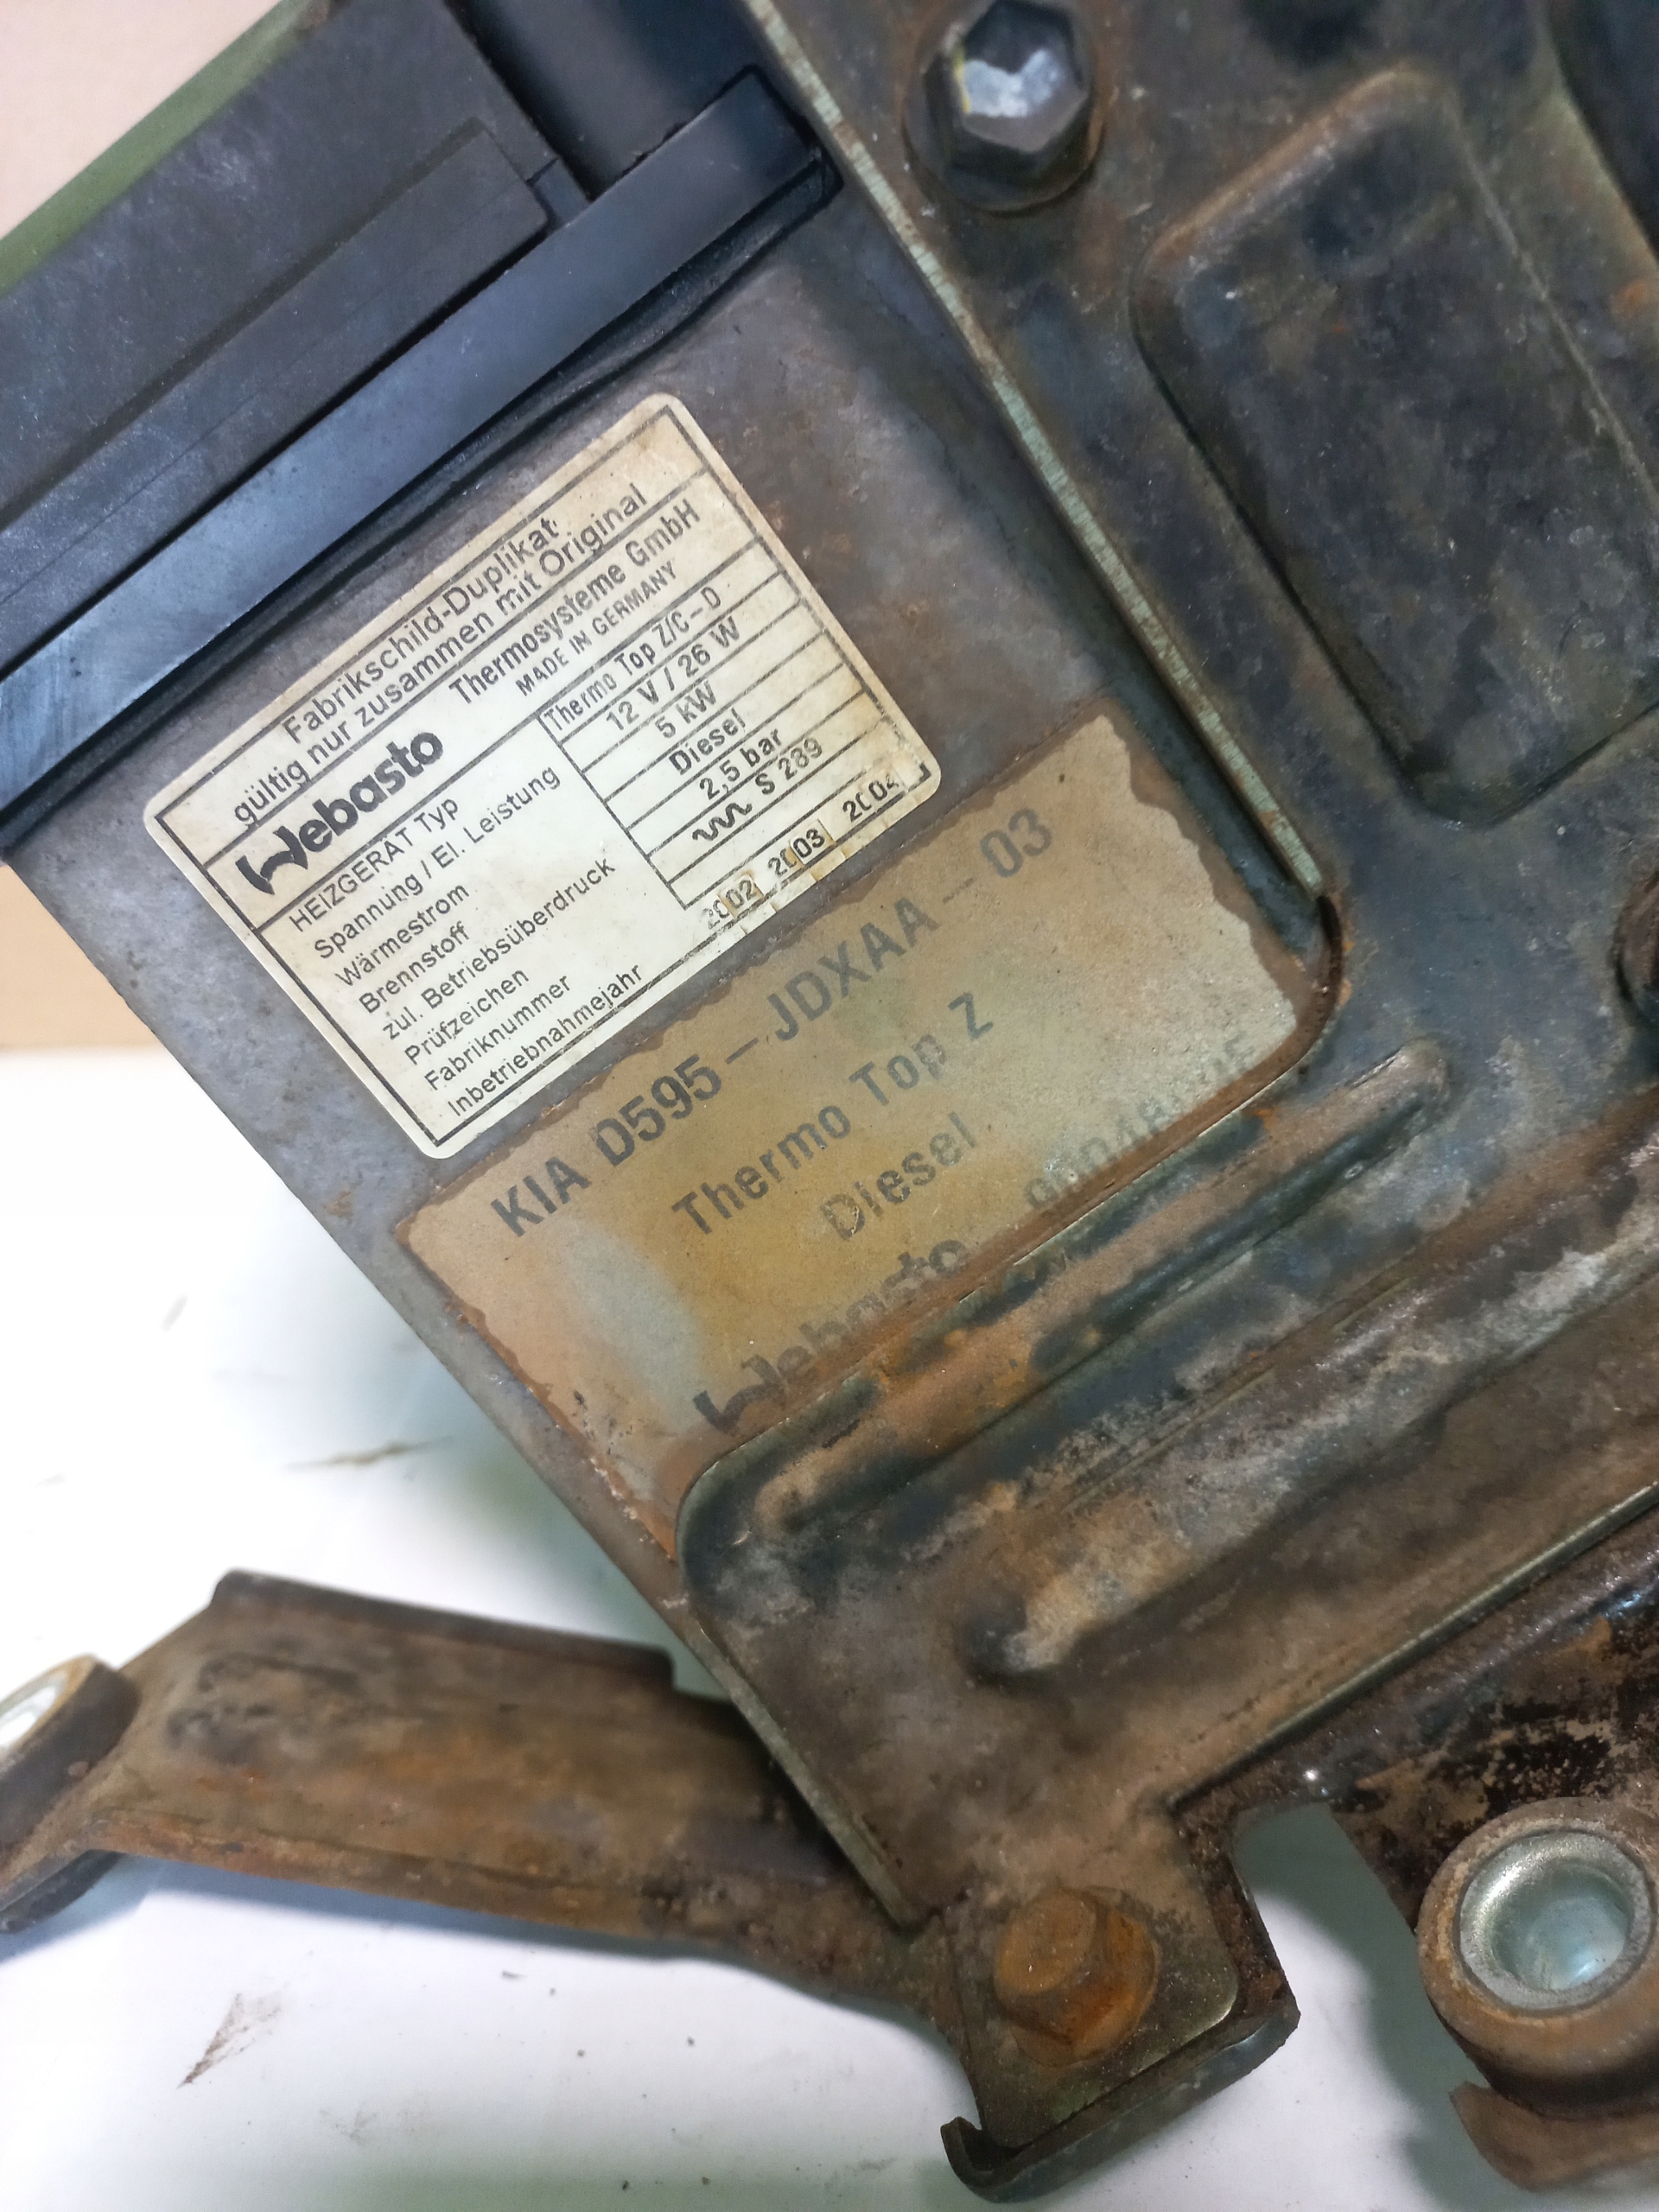 Fabrikschild-Duplikat
gültig nur zusammen mit Original
Webasto Thermosysteme GmbH
MADE IN GERMANY
HEIZGERÄT Typ Thermo Top Z/C-D
Spannung / El. Leistung 12 V / 26 W
Wärmestrom 5 kW
Brennstoff Diesel
zul. Betriebsüberdruck 2,5 bar
Prüfzeichen S 289
Fabriknummer
Inbetriebnahmejahr 2002 2003 2004
KIA D595-JDXAA-03
Thermo Top Z
Diesel
Webasto